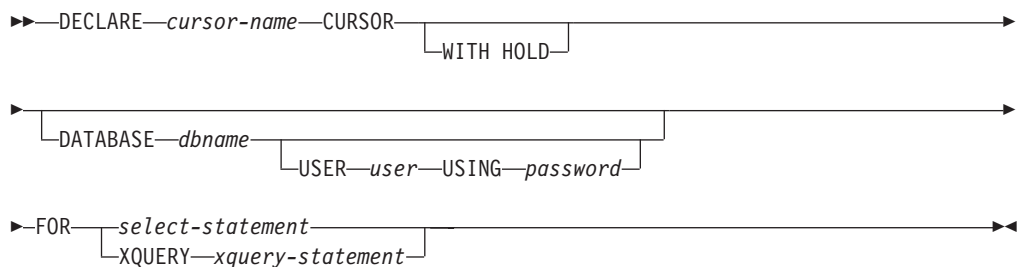 DECLARE cursor-name CURSOR
WITH HOLD
DATABASE dbname
USER user USING password
FOR select-statement
XQUERY xquery-statement